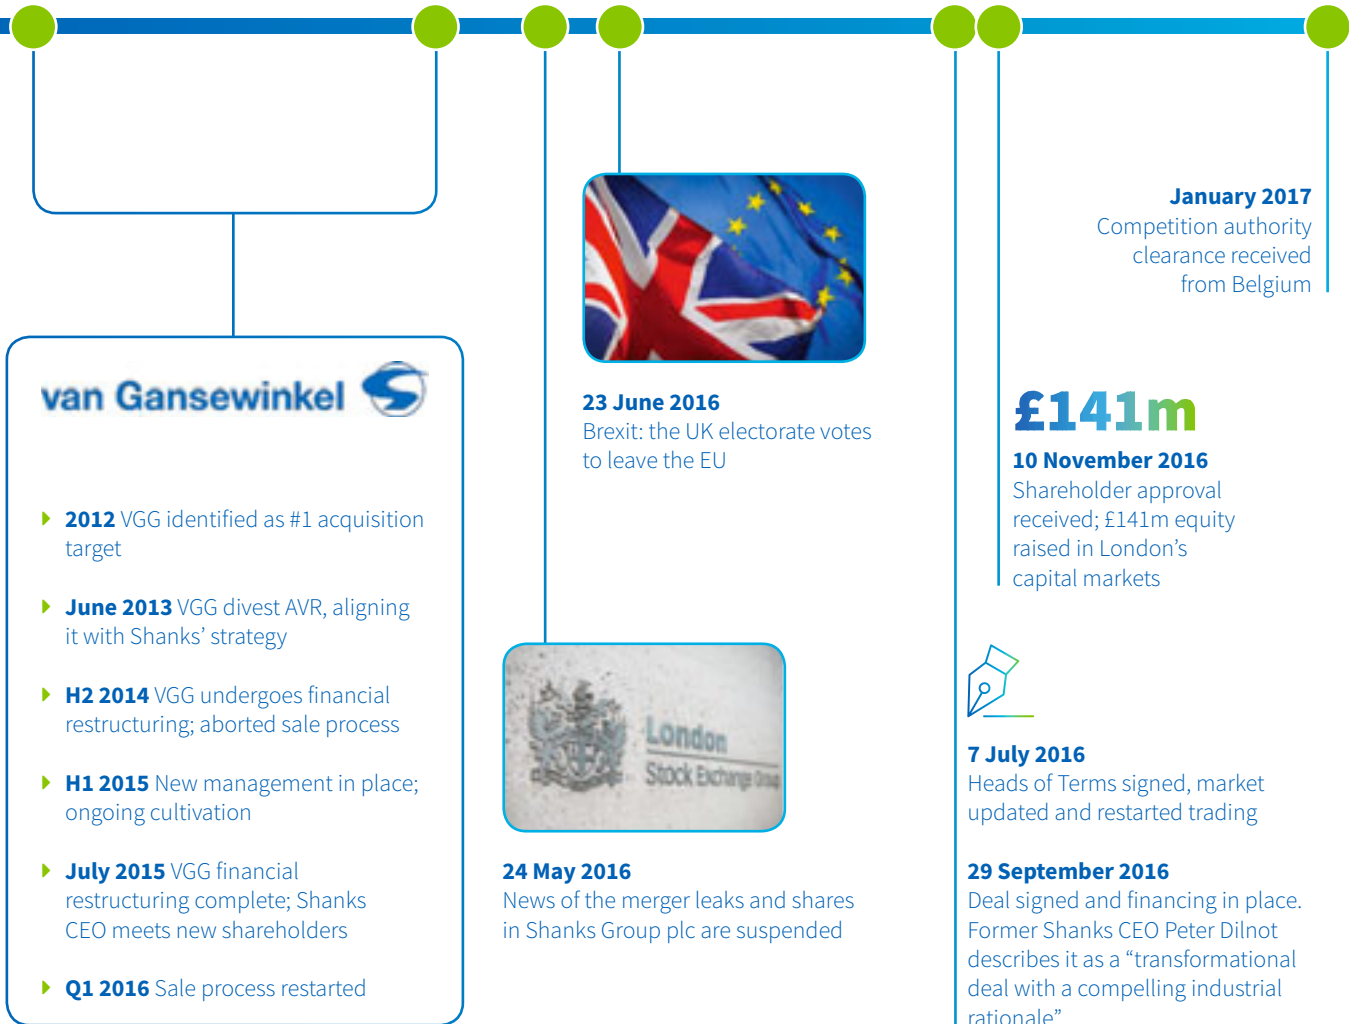 van Gansewinkel
2012 VGG identified as #1 acquisition
target
June 2013 VGG divest AVR, aligning
it with Shanks’ strategy
H2 2014 VGG undergoes financial
restructuring; aborted sale process
H1 2015 New management in place;
ongoing cultivation
July 2015 VGG financial
restructuring complete; Shanks
CEO meets new shareholders
Q1 2016 Sale process restarted
London
Stock Exchange Group
24 May 2016
News of the merger leaks and shares
in Shanks Group plc are suspended
23 June 2016
Brexit: the UK electorate votes
to leave the EU
7 July 2016
Heads of Terms signed, market
updated and restarted trading
29 September 2016
Deal signed and financing in place.
Former Shanks CEO Peter Dilnot
describes it as a “transformational
deal with a compelling industrial
rationale”
£141m
10 November 2016
Shareholder approval
received; £141m equity
raised in London’s
capital markets
January 2017
Competition authority
clearance received
from Belgium